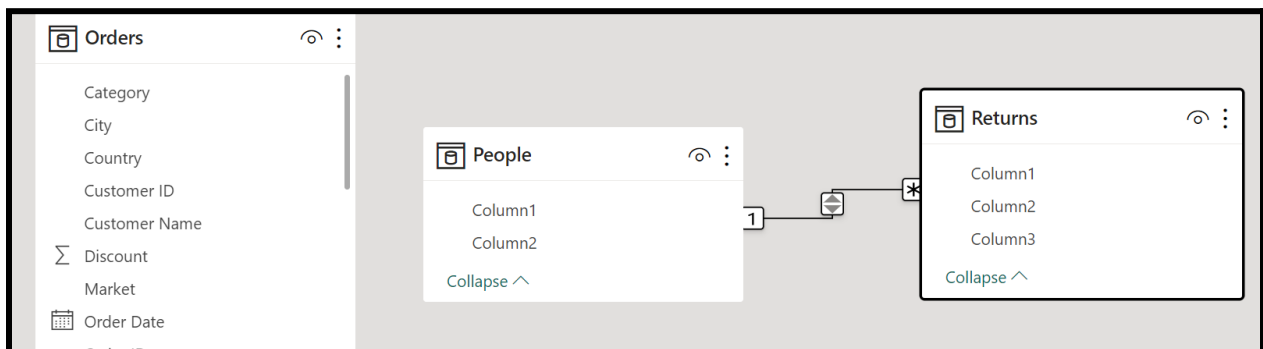 Orders
Category
City
Country
Customer ID
Customer Name
Σ Discount
Market
Order Date
People
Column1
Column2
Collapse
1
*
Returns
Column1
Column2
Column3
Collapse